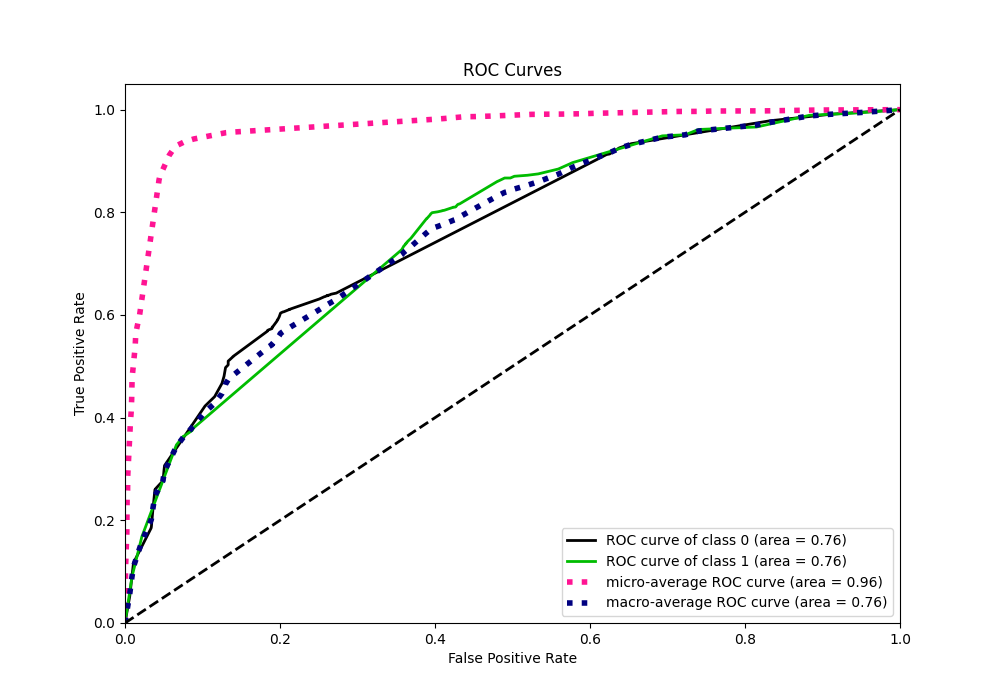 ROC Curves
1.0
0.8
0.6
0.4
0.2
0.0
True Positive Rate
ROC curve of class 0 (area = 0.76)
ROC curve of class 1 (area = 0.76)
micro-average ROC curve (area = 0.96)
macro-average ROC curve (area = 0.76)
0.0 0.2 0.4 0.6 0.8 1.0
False Positive Rate